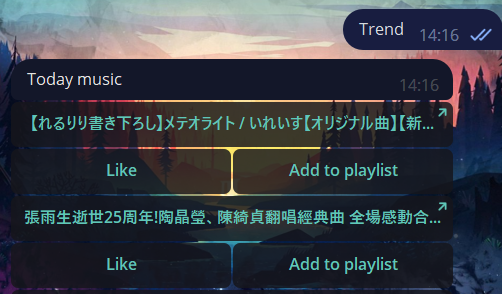 Trend
14:16
Today music
14:16
【れるりり書き下ろし】メテオライト / いれいす【オリジナル曲】【新...
Like
Add to playlist
張雨生逝世25周年!陶晶瑩、陳綺貞翻唱經典曲 全場感動合...
Like
Add to playlist